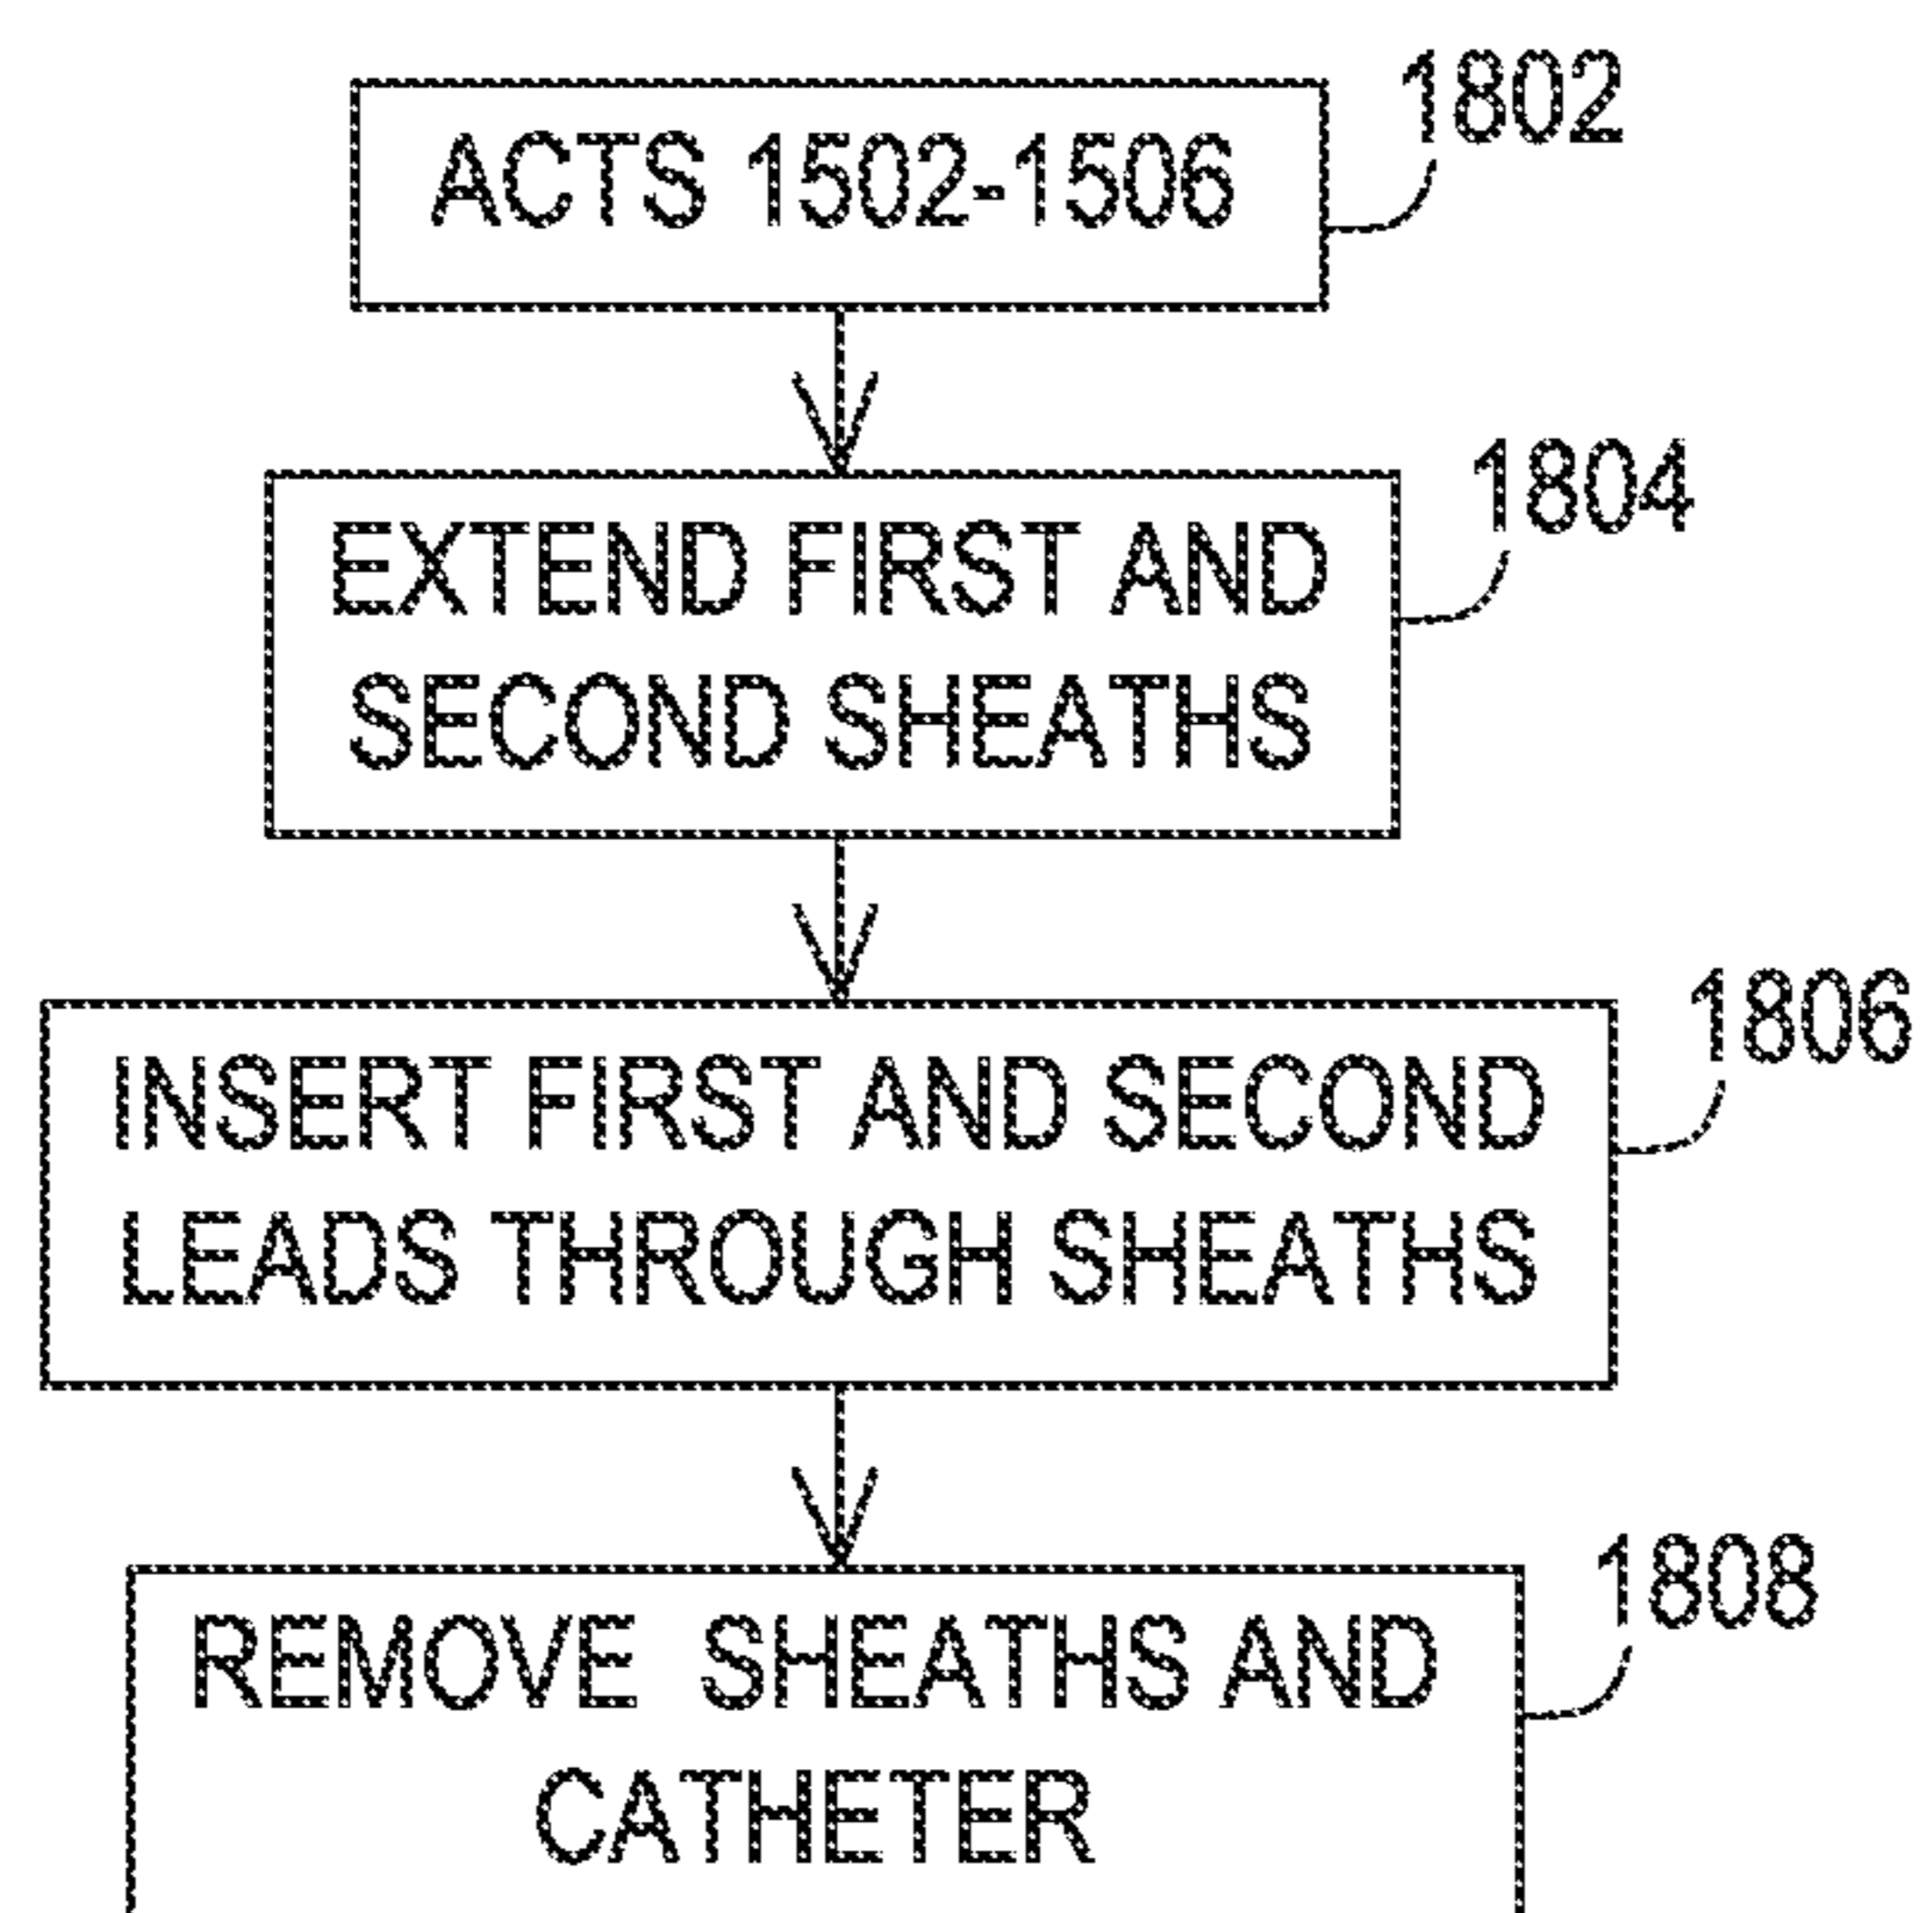 1802
ACTS 1502-1506
1804
EXTEND FIRST AND
SECOND SHEATHS
1806
INSERT FIRST AND SECOND
LEADS THROUGH SHEATHS
1808
REMOVE SHEATHS AND
CATHETER